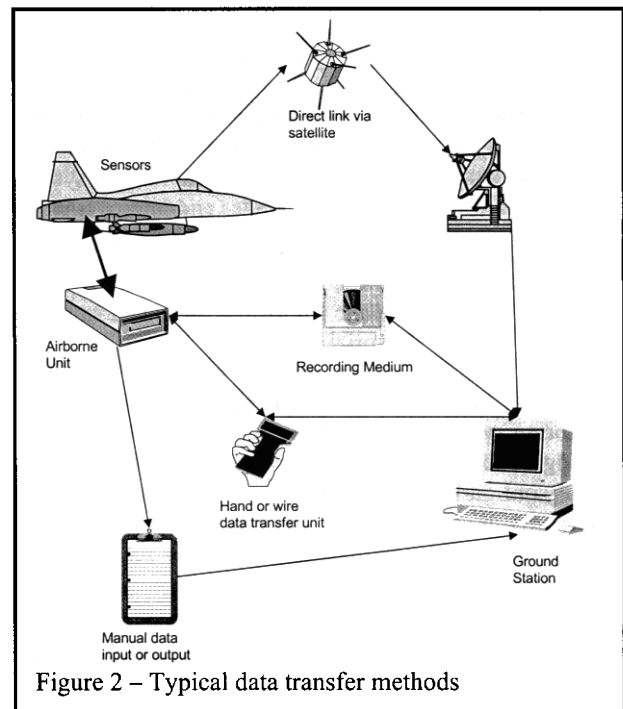 Direct link via
satellite
Sensors
Airborne
Unit
Recording Medium
Hand or wire
data transfer unit
Ground
Station
Manual data
input or output
Figure 2 – Typical data transfer methods